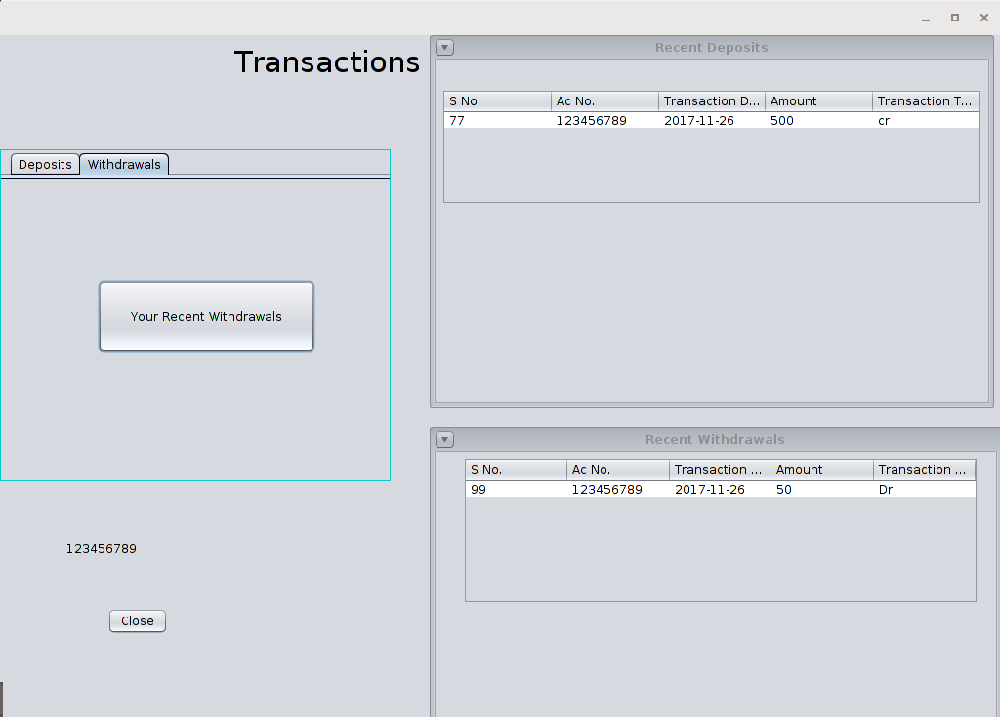 Transactions
Deposits Withdrawals
Your Recent Withdrawals
123456789
Close
Recent Deposits
S No. Ac No. Transaction D... Amount Transaction T...
77 123456789 2017-11-26 500 cr
Recent Withdrawals
S No. Ac No. Transaction ... Amount Transaction ...
99 123456789 2017-11-26 50 Dr